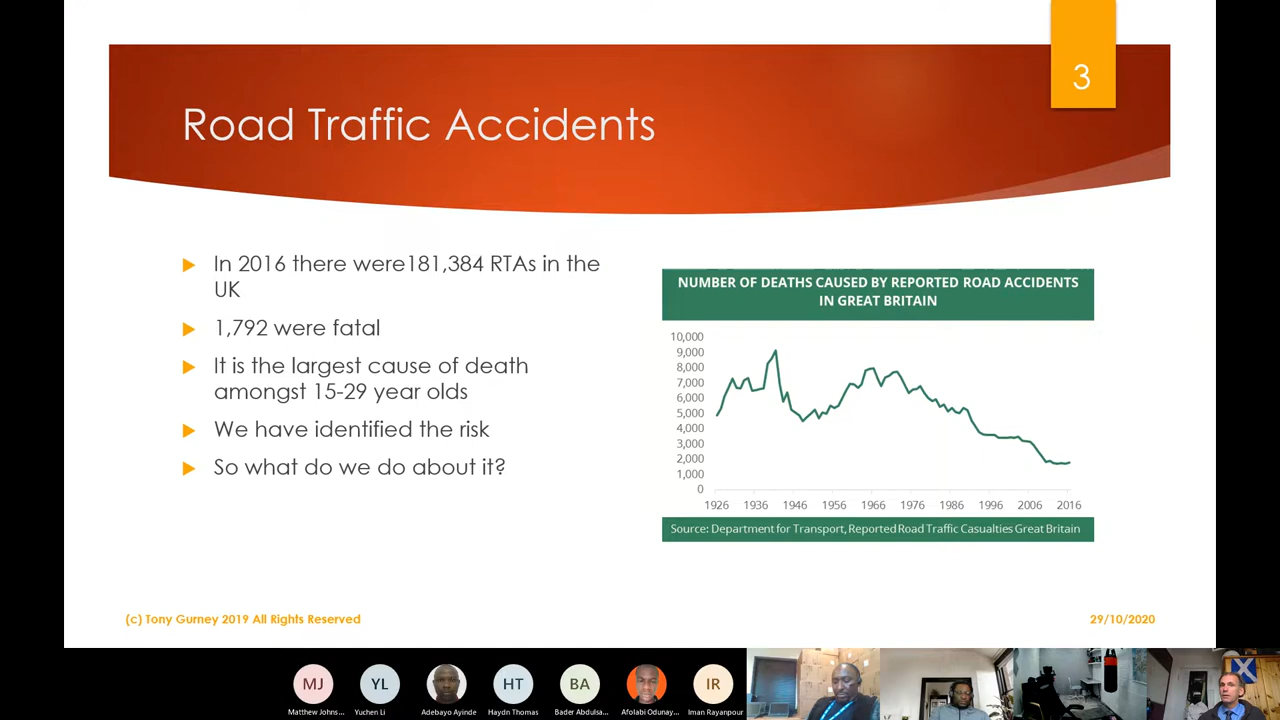 3
Road Traffic Accidents
In 2016 there were181,384 RTAs in the
UK
1,792 were fatal
It is the largest cause of death
amongst 15-29 year olds
We have identified the risk
So what do we do about it?
NUMBER OF DEATHS CAUSED BY REPORTED ROAD ACCIDENTS
IN GREAT BRITAIN
10,000
9,000
8,000
7,000
6,000
5,000
4,000
3,000
2,000
1,000
0
1926 1936 1946 1956 1966 1976 1986 1996 2006 2016
Source: Department for Transport, Reported Road Traffic Casualties Great Britain
(c) Tony Gurney 2019 All Rights Reserved
29/10/2020
MJ YL HT BA IR
Matthew Johns... Yuchen Li Adebayo Ayinde Haydn Thomas Bader Abdulsa... Afolabi Odunay... Iman Rayanpour